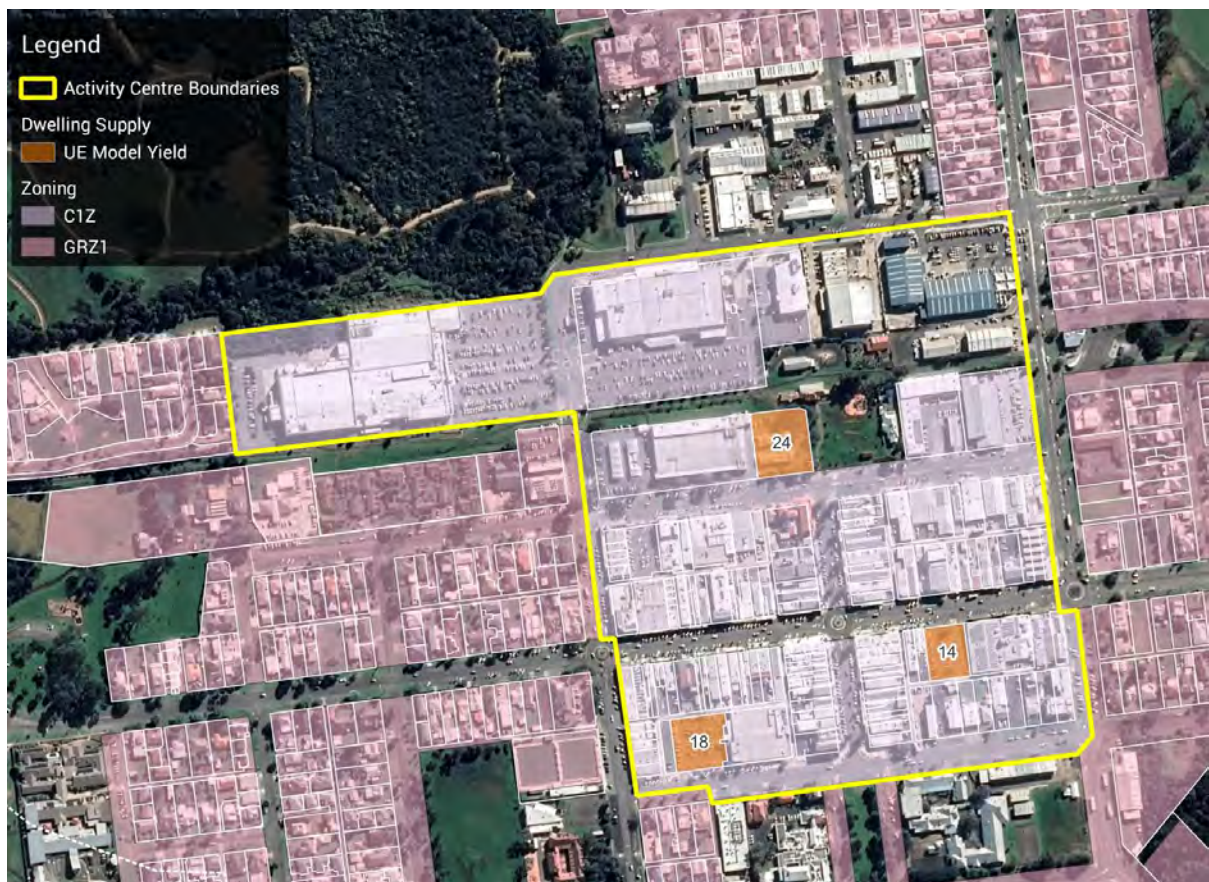 Legend
Activity Centre Boundaries
Dwelling Supply
UE Model Yield
Zoning
C1Z
GRZ1
24
14
18